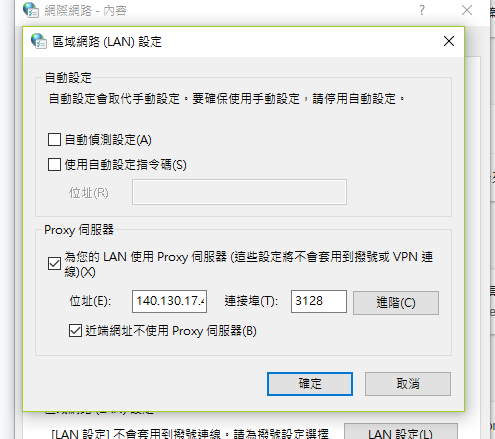 網際網路 - 內容
區域網路 (LAN) 設定
自動設定
自動設定會取代手動設定。要確保使用手動設定，請停用自動設定。
自動偵測設定(A)
使用自動設定指令碼(S)
位址(R)
Proxy 伺服器
為您的 LAN 使用 Proxy 伺服器 (這些設定將不會套用到撥號或 VPN 連
線)(X)
位址(E): 140.130.17.4 連接埠(T): 3128 進階(C)
近端網址不使用 Proxy 伺服器(B)
確定 取消
[LAN 設定] 不會套用到撥號連線。請為撥號設定選擇 LAN 設定(L)